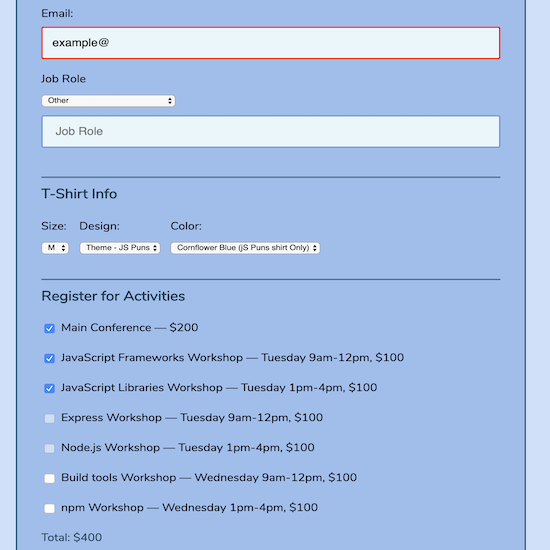 Email:
example@
Job Role
Other
Job Role
T-Shirt Info
Size: Design: Color:
M Theme - JS Puns Cornflower Blue (jS Puns shirt Only)
Register for Activities
Main Conference — $200
JavaScript Frameworks Workshop — Tuesday 9am-12pm, $100
JavaScript Libraries Workshop — Tuesday 1pm-4pm, $100
Express Workshop — Tuesday 9am-12pm, $100
Node.js Workshop — Tuesday 1pm-4pm, $100
Build tools Workshop — Wednesday 9am-12pm, $100
npm Workshop — Wednesday 1pm-4pm, $100
Total: $400